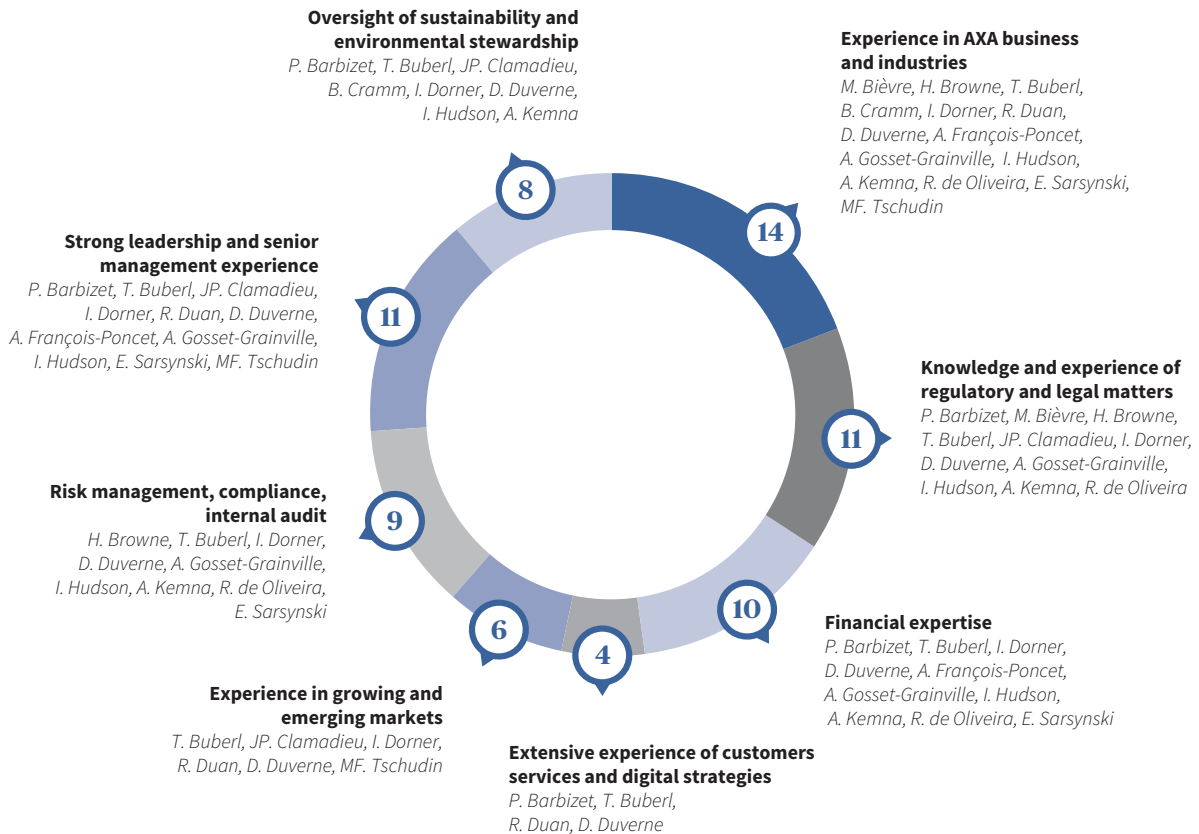 Oversight of sustainability and
environmental stewardship
P. Barbizet, T. Buberl, JP. Clamadieu,
B. Cramm, I. Dorner, D. Duverne,
I. Hudson, A. Kemna
8
Experience in AXA business
and industries
M. Bièvre, H. Browne, T. Buberl,
B. Cramm, I. Dorner, R. Duan,
D. Duverne, A. François-Poncet,
A. Gosset-Grainville, I. Hudson,
A. Kemna, R. de Oliveira, E. Sarsynski,
MF. Tschudin
14
Strong leadership and senior
management experience
P. Barbizet, T. Buberl, JP. Clamadieu,
I. Dorner, R. Duan, D. Duverne,
A. François-Poncet, A. Gosset-Grainville,
I. Hudson, E. Sarsynski, MF. Tschudin
11
Knowledge and experience of
regulatory and legal matters
P. Barbizet, M. Bièvre, H. Browne,
T. Buberl, JP. Clamadieu, I. Dorner,
D. Duverne, A. Gosset-Grainville,
I. Hudson, A. Kemna, R. de Oliveira
11
Risk management, compliance,
internal audit
H. Browne, T. Buberl, I. Dorner,
D. Duverne, A. Gosset-Grainville,
I. Hudson, A. Kemna, R. de Oliveira,
E. Sarsynski
9
Financial expertise
P. Barbizet, T. Buberl, I. Dorner,
D. Duverne, A. François-Poncet,
A. Gosset-Grainville, I. Hudson,
A. Kemna, R. de Oliveira, E. Sarsynski
10
Experience in growing and
emerging markets
T. Buberl, JP. Clamadieu, I. Dorner,
R. Duan, D. Duverne, MF. Tschudin
6
Extensive experience of customers
services and digital strategies
P. Barbizet, T. Buberl,
R. Duan, D. Duverne
4